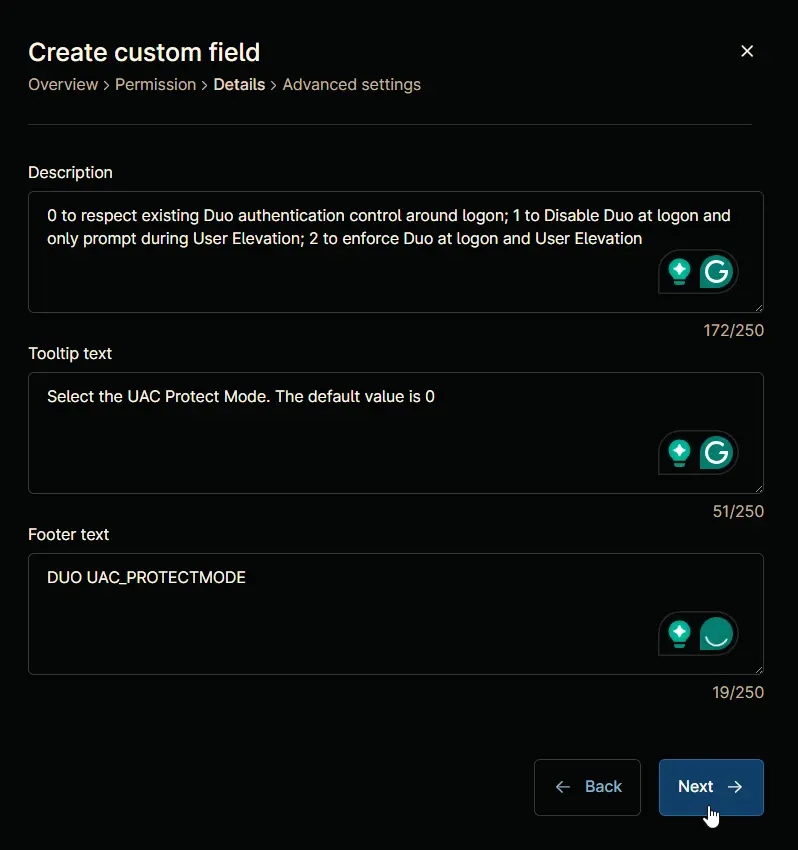 Create custom field
Overview > Permission > Details > Advanced settings
Description
0 to respect existing Duo authentication control around logon; 1 to Disable Duo at logon and
only prompt during User Elevation; 2 to enforce Duo at logon and User Elevation
172/250
Tooltip text
Select the UAC Protect Mode. The default value is 0
51/250
Footer text
DUO UAC_PROTECTMODE
19/250
Back
Next